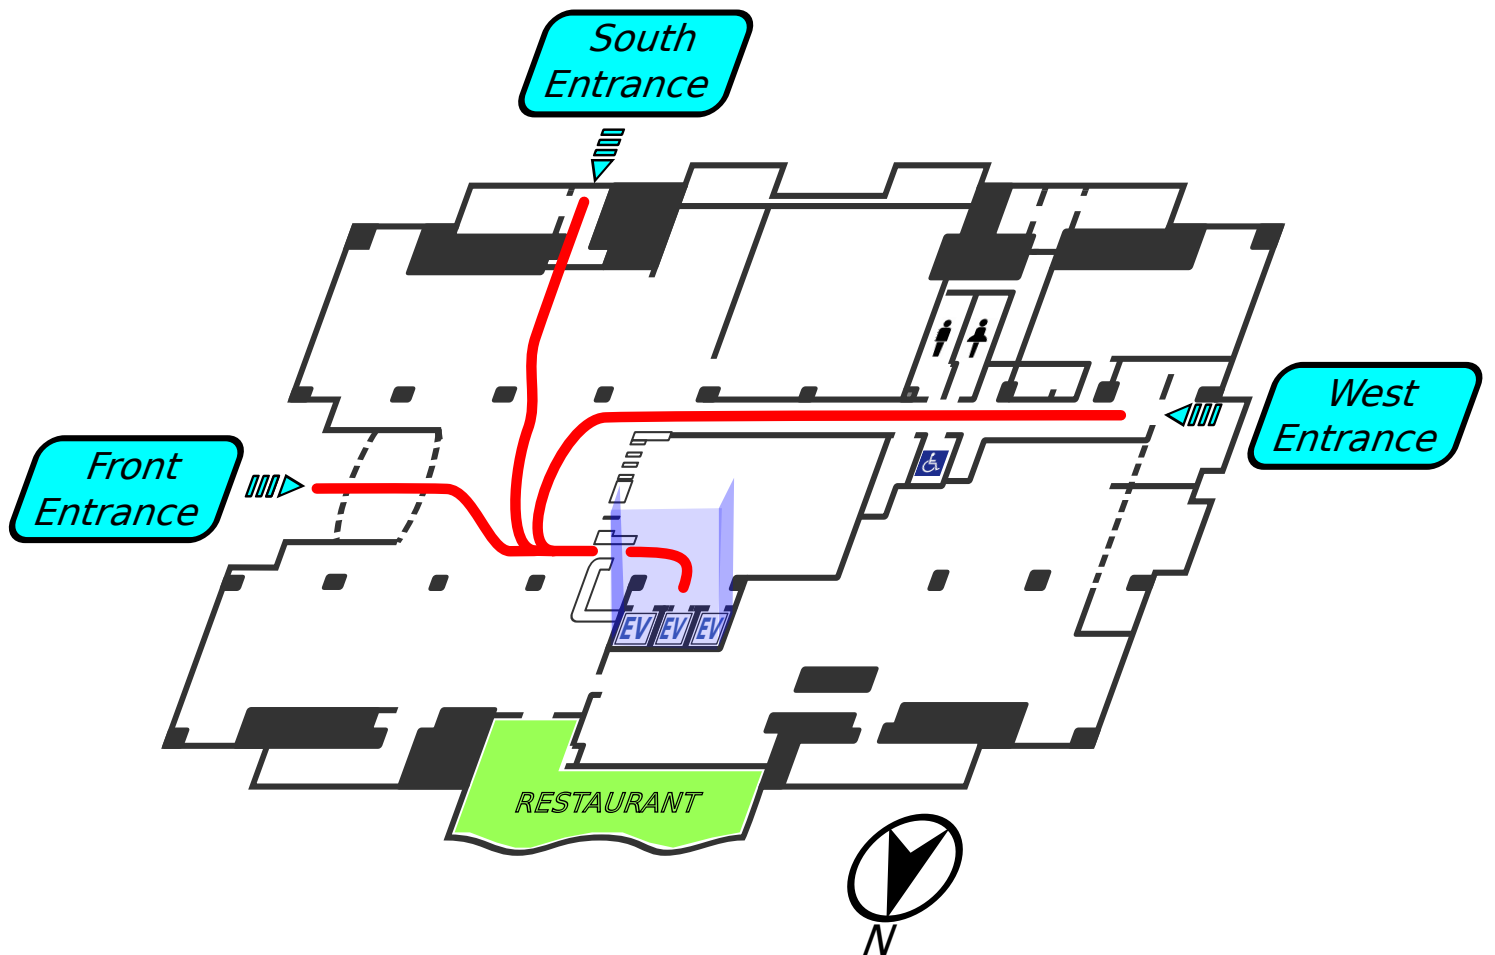 South
Entrance
West
Entrance
Front
Entrance
EV
EV
EV
RESTAURANT
N